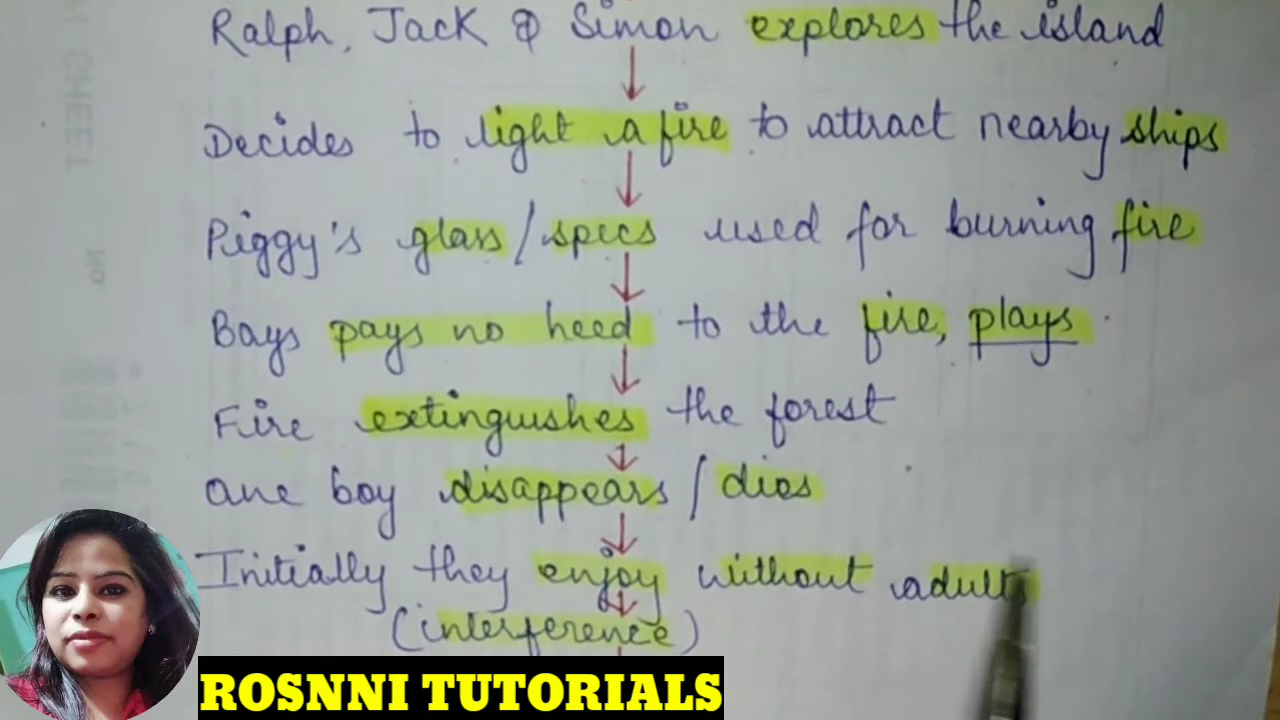 Ralph, Jack & Simon explores the island
Decides to light a fire to attract nearby ships
Piggy's glass/specs used for burning fire
Boys pays no heed to the fire, plays
Fire extinguishes the forest
One boy disappears/dies
Initially they enjoy without adults
(interference)
SHEET
No
ROSNNI TUTORIALS